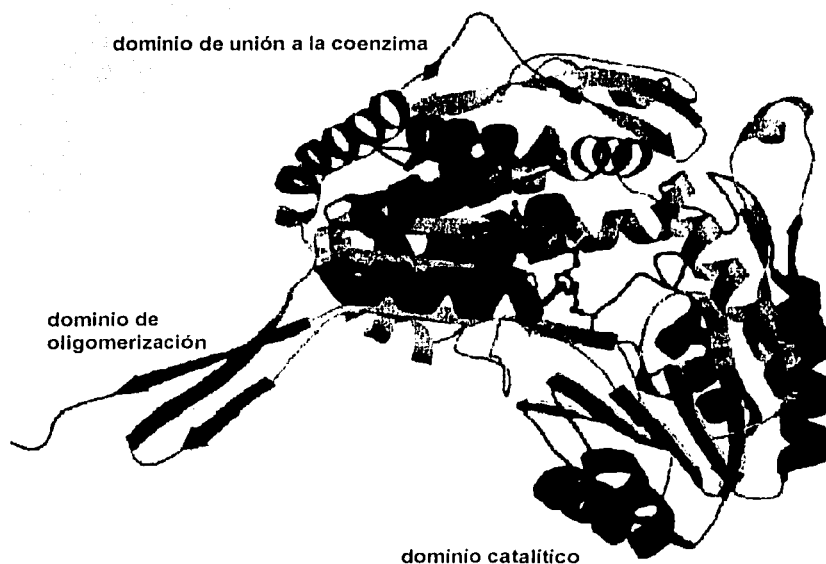 dominio de unión a la coenzima
dominio de
oligomerización
dominio catalítico